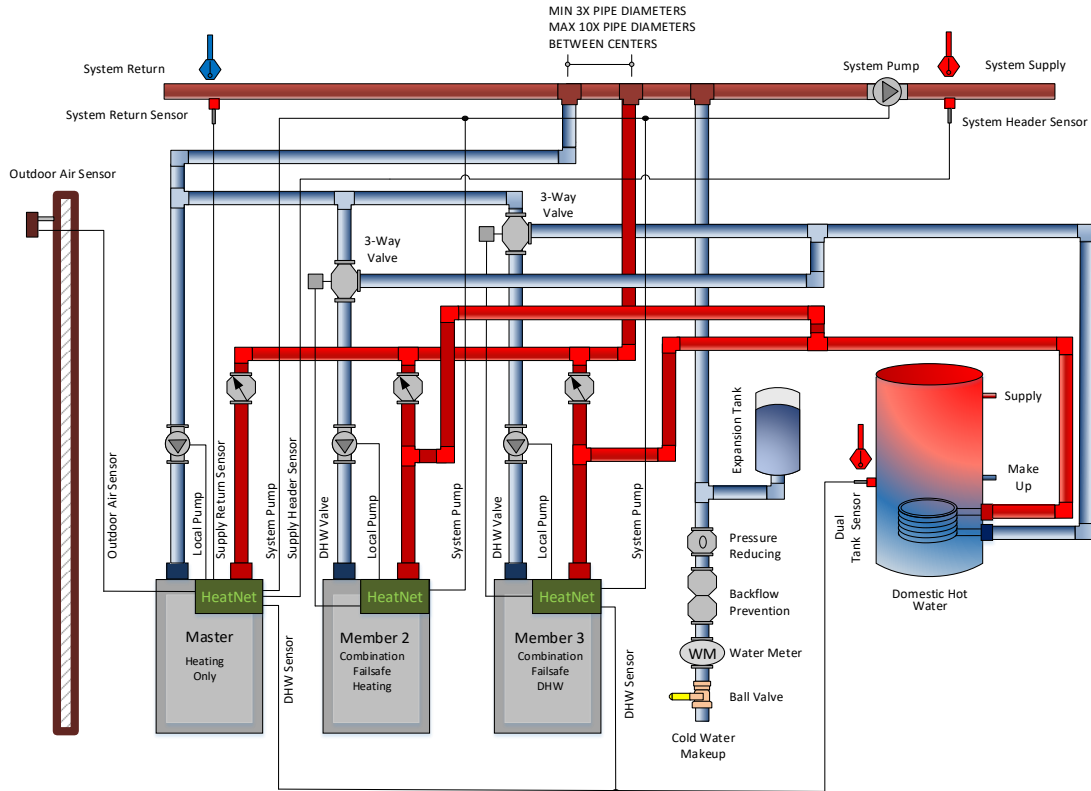 MIN 3X PIPE DIAMETERS
MAX 10X PIPE DIAMETERS
BETWEEN CENTERS
System Return
System Pump
System Supply
System Return Sensor
System Header Sensor
Outdoor Air Sensor
3-Way
Valve
3-Way
Valve
Expansion Tank
Supply
Make
Up
Dual
Tank Sensor
Domestic Hot
Water
Outdoor Air Sensor
Local Pump
Supply Return Sensor
System Pump
Supply Header Sensor
DHW Valve
Local Pump
System Pump
DHW Valve
Local Pump
System Pump
Pressure
Reducing
Backflow
Prevention
WM
Water Meter
Ball Valve
Cold Water
Makeup
HeatNet
Master
Heating
Only
DHW Sensor
HeatNet
Member 2
Combination
Failsafe
Heating
HeatNet
Member 3
Combination
Failsafe
DHW
DHW Sensor